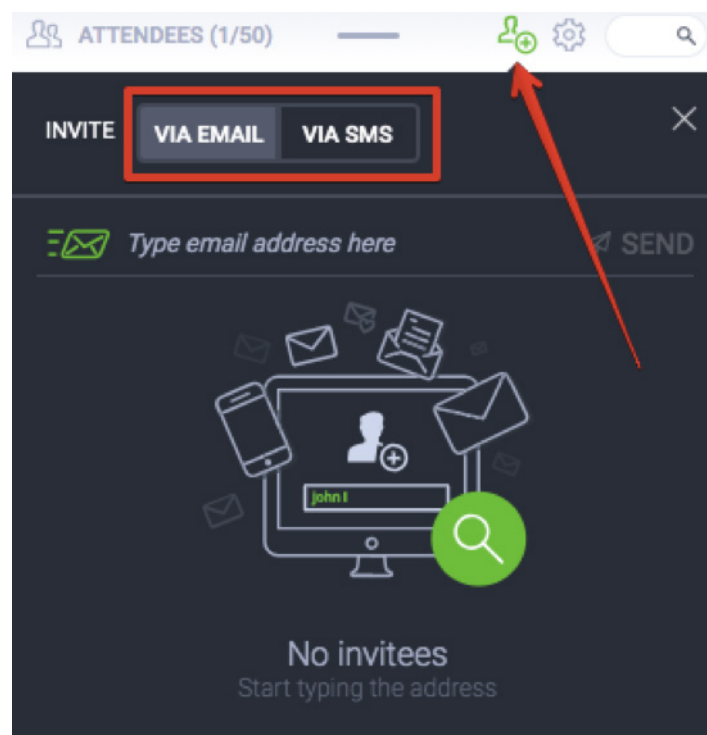 ATTENDEES (1/50)
INVITE VIA EMAIL VIA SMS
Type email address here SEND
john I
No invitees
Start typing the address